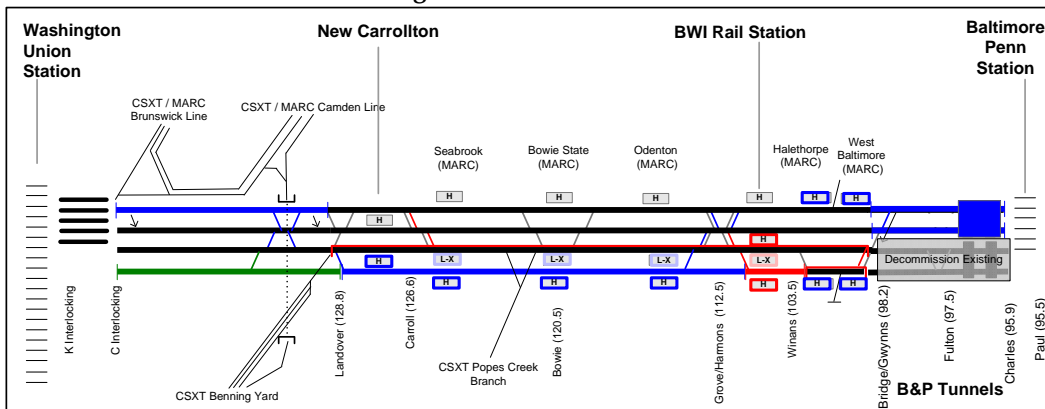 Washington
Union
Station
New Carrollton
BWI Rail Station
Baltimore
Penn
Station
CSXT / MARC
Brunswick Line
CSXT / MARC Camden Line
Seabrook
(MARC)
Bowie State
(MARC)
Odenton
(MARC)
Halethorpe
(MARC)
West
Baltimore
(MARC)
H
H
H
H
H
H
H
H
L-X
L-X
L-X
L-X
Decommission Existing
H
H
H
H
H
H
H
K Interlocking
C Interlocking
Landover (128.8)
Carroll (126.6)
Bowie (120.5)
Grove/Harmons (112.5)
Winans (103.5)
Bridge/Gwynns (98.2)
Fulton (97.5)
Charles (95.9)
Paul (95.5)
CSXT Popes Creek
Branch
CSXT Benning Yard
B&P Tunnels